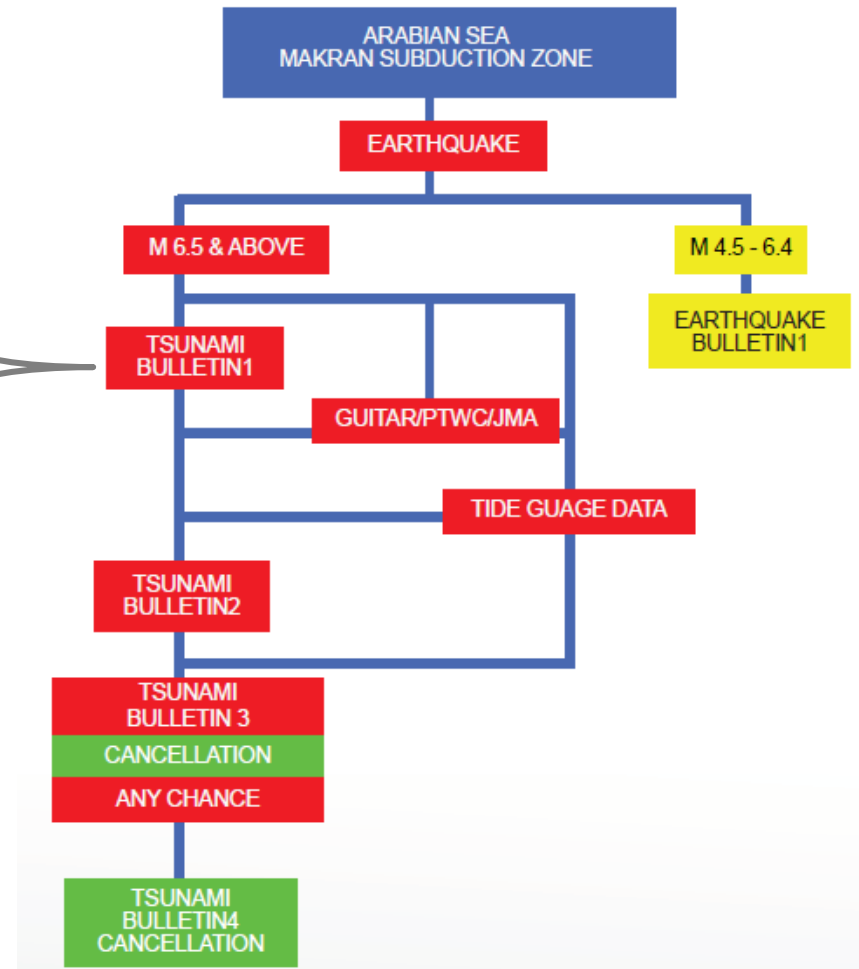 ARABIAN SEA
MAKRAN SUBDUCTION ZONE
EARTHQUAKE
M 6.5 & ABOVE
M 4.5 - 6.4
TSUNAMI
BULLETIN1
EARTHQUAKE
BULLETIN1
GUITAR/PTWC/JMA
TIDE GUAGE DATA
TSUNAMI
BULLETIN2
TSUNAMI
BULLETIN 3
CANCELLATION
ANY CHANCE
TSUNAMI
BULLETIN4
CANCELLATION